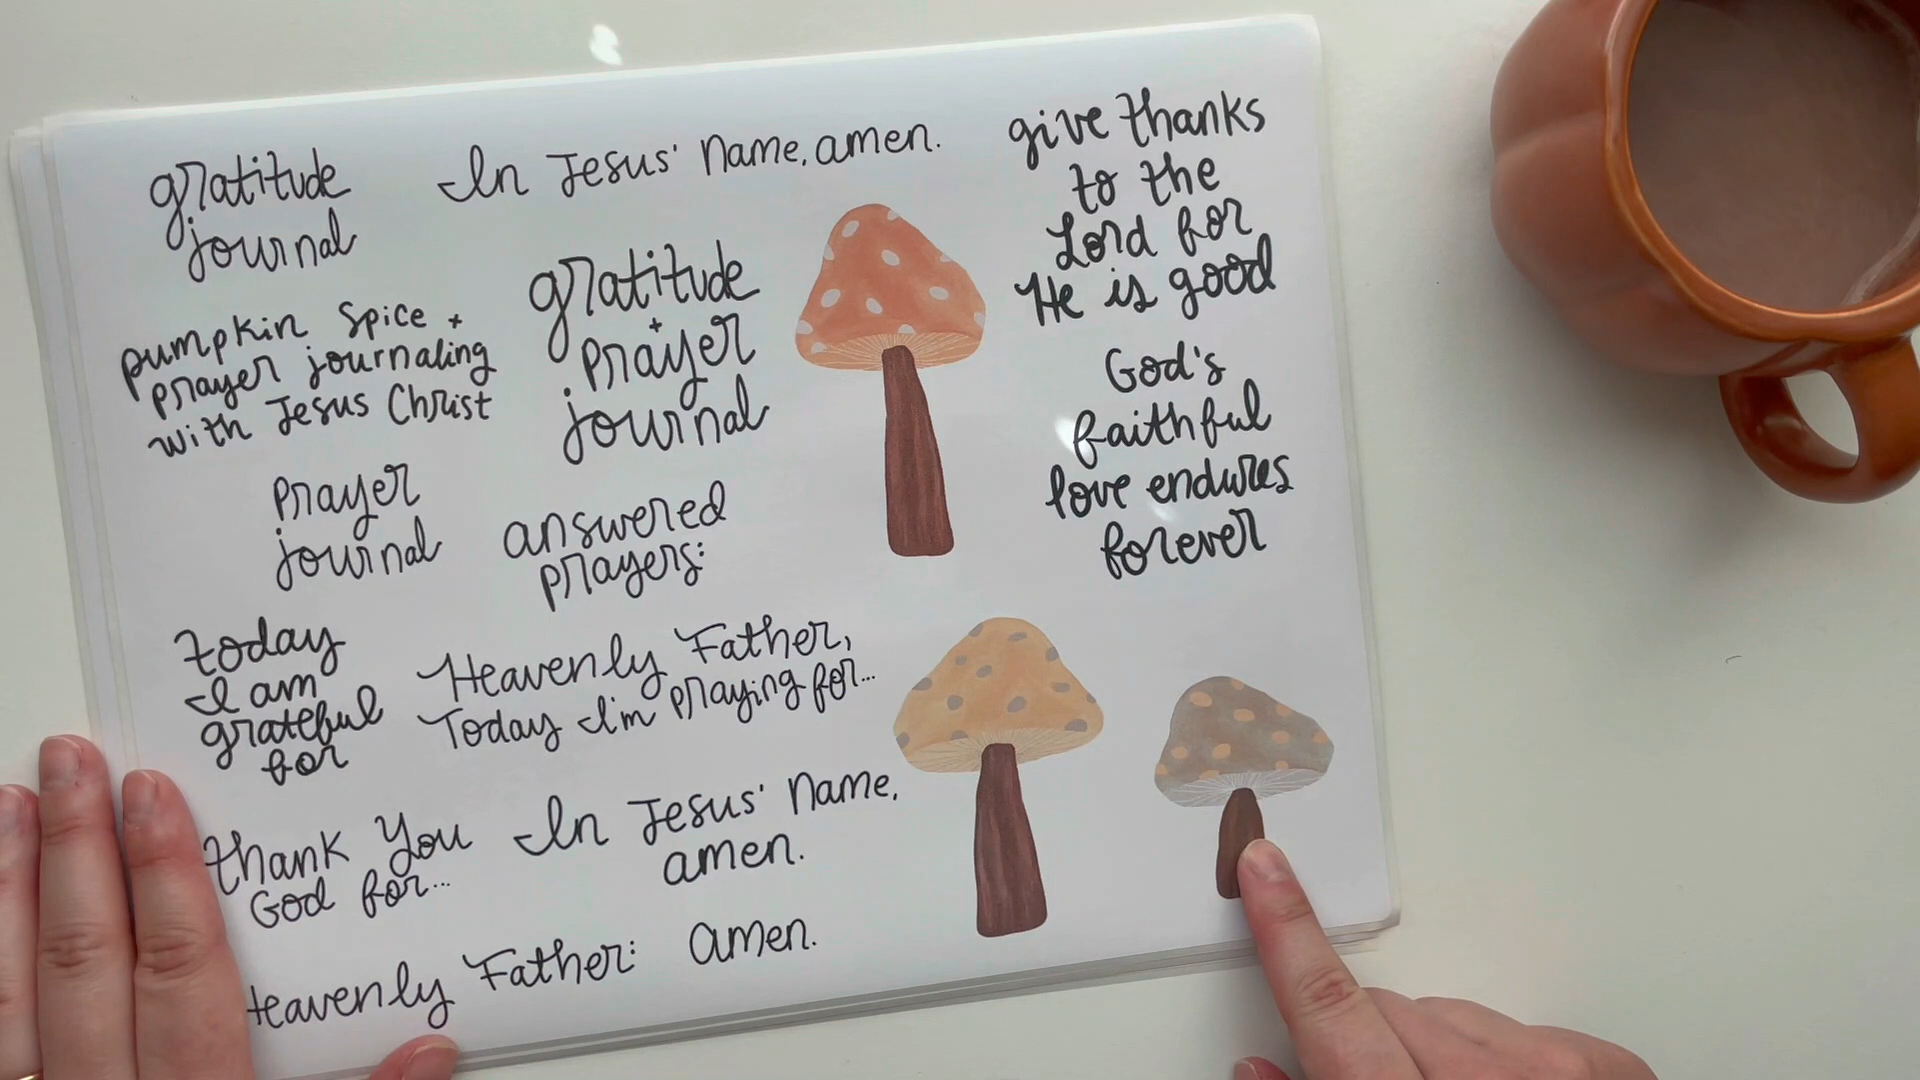 gratitude
journal
In Jesus' Name, amen.
give thanks
to the
Lord for
He is good
pumpkin spice +
prayer journaling
with Jesus Christ
gratitude
+
prayer
journal
God's
faithful
love endures
forever
prayer
journal
answered
prayers:
today
I am
grateful
for
Heavenly Father,
Today I'm praying for...
thank You
God for...
In Jesus' Name,
amen.
Heavenly Father:
amen.